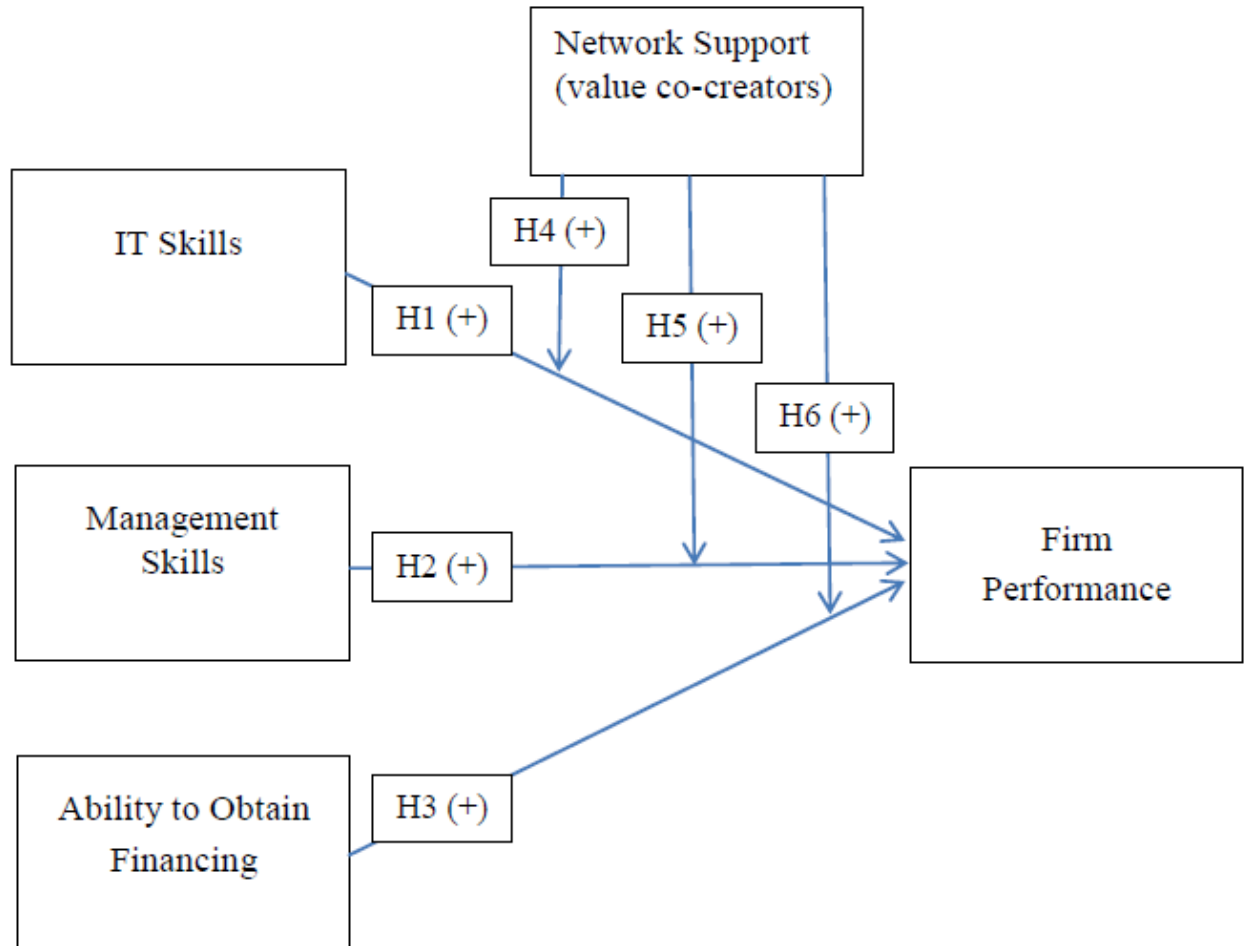 Network Support
(value co-creators)
IT Skills
H4 (+)
H1 (+)
H5 (+)
H6 (+)
Management
Skills
H2 (+)
Firm
Performance
Ability to Obtain
Financing
H3 (+)